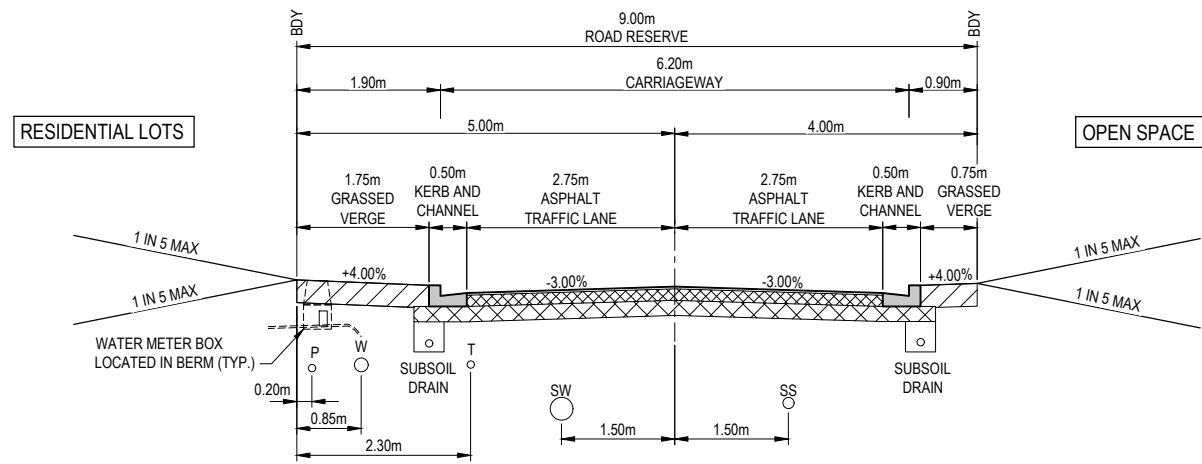 BDY
9.00m
ROAD RESERVE
BDY
1.90m
6.20m
CARRIAGEWAY
0.90m
RESIDENTIAL LOTS
5.00m
4.00m
OPEN SPACE
1.75m
GRASSED
VERGE
0.50m
KERB AND
CHANNEL
2.75m
ASPHALT
TRAFFIC LANE
2.75m
ASPHALT
TRAFFIC LANE
0.50m
KERB AND
CHANNEL
0.75m
GRASSED
VERGE
1 IN 5 MAX
1 IN 5 MAX
+4.00%
-3.00%
-3.00%
+4.00%
1 IN 5 MAX
1 IN 5 MAX
WATER METER BOX
LOCATED IN BERM (TYP.)
P
W
T
SUBSOIL
DRAIN
SW
SS
SUBSOIL
DRAIN
0.20m
0.85m
2.30m
1.50m
1.50m